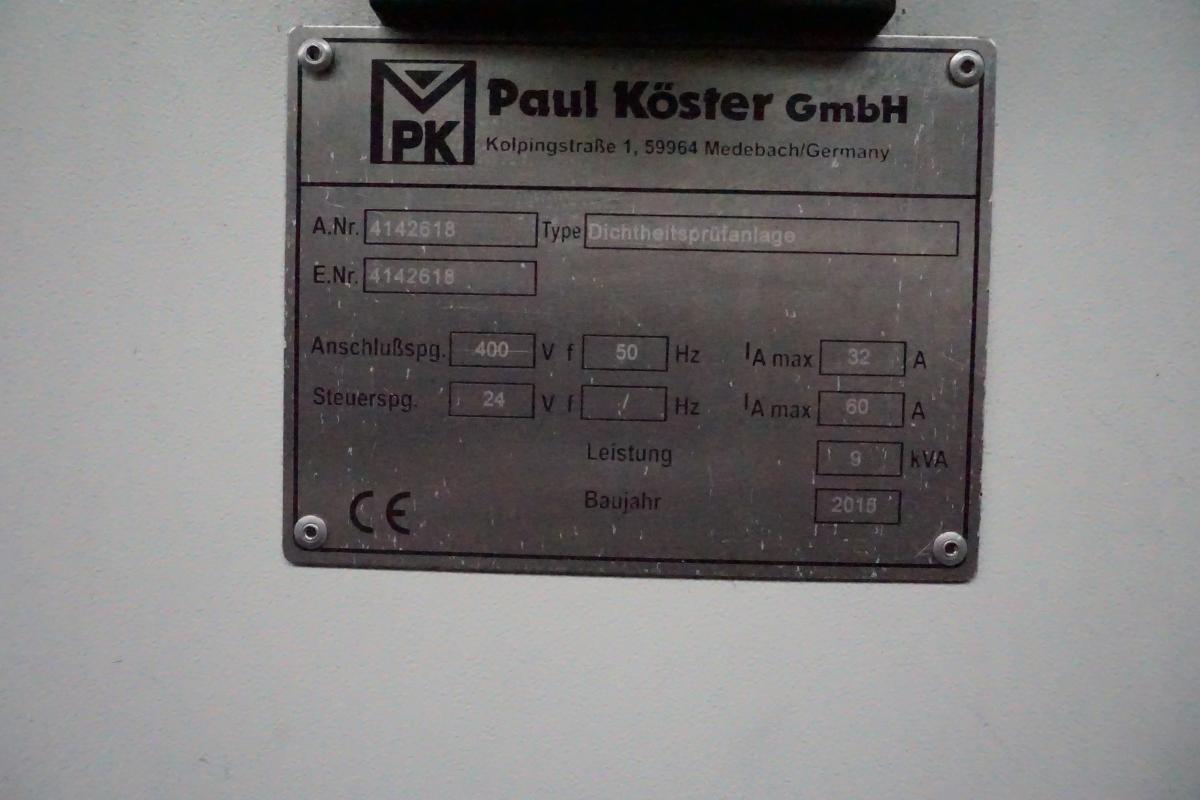 PK
Paul Köster GmbH
Kolpingstraße 1, 59964 Medebach/Germany
A.Nr. 4142618 Type Dichtheitsprüfanlage
E.Nr. 4142618
Anschlußspg. 400 V f 50 Hz IA max 32 A
Steuerspg. 24 V f / Hz IA max 60 A
Leistung 9 kVA
Baujahr
CE